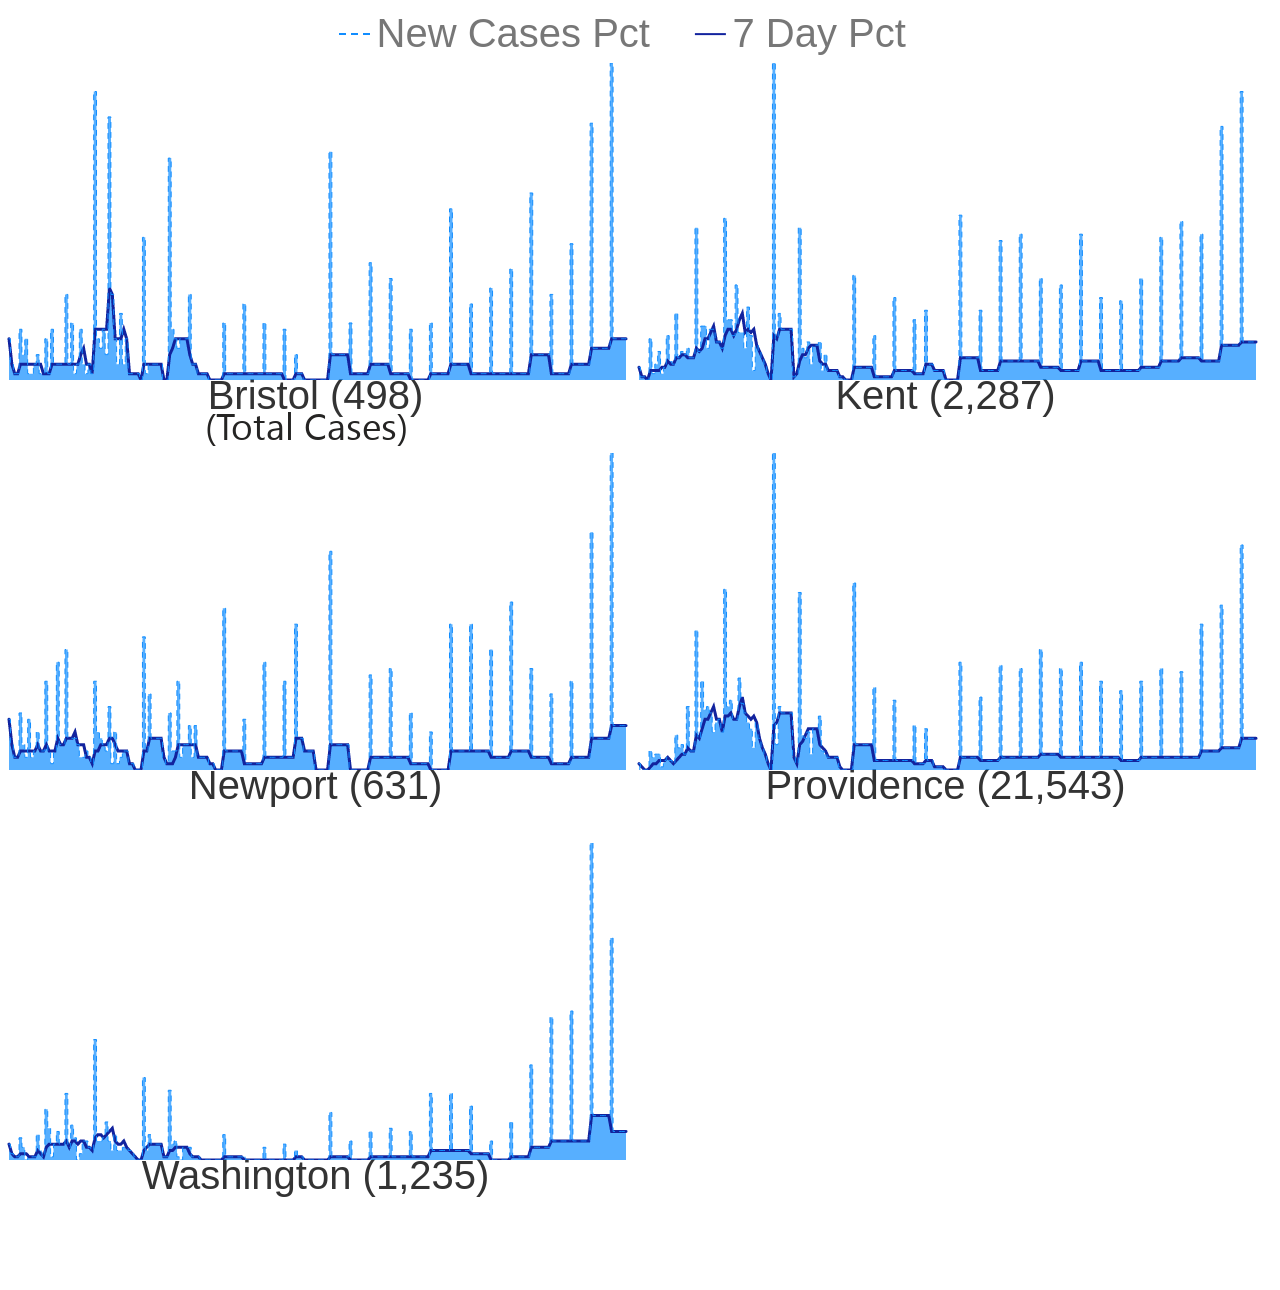 New Cases Pct 7 Day Pct
Bristol (498)
(Total Cases)
Kent (2,287)
Newport (631)
Providence (21,543)
Washington (1,235)